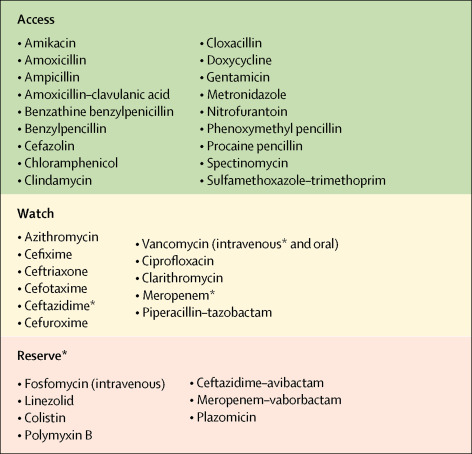 Access
• Amikacin
• Amoxicillin
• Ampicillin
• Amoxicillin–clavulanic acid
• Benzathine benzylpenicillin
• Benzylpencillin
• Cefazolin
• Chloramphenicol
• Clindamycin
• Cloxacillin
• Doxycycline
• Gentamicin
• Metronidazole
• Nitrofurantoin
• Phenoxymethyl pencillin
• Procaine pencillin
• Spectinomycin
• Sulfamethoxazole–trimethoprim
Watch
• Azithromycin
• Cefixime
• Ceftriaxone
• Cefotaxime
• Ceftazidime*
• Cefuroxime
• Vancomycin (intravenous* and oral)
• Ciprofloxacin
• Clarithromycin
• Meropenem*
• Piperacillin–tazobactam
Reserve*
• Fosfomycin (intravenous)
• Linezolid
• Colistin
• Polymyxin B
• Ceftazidime–avibactam
• Meropenem–vaborbactam
• Plazomicin